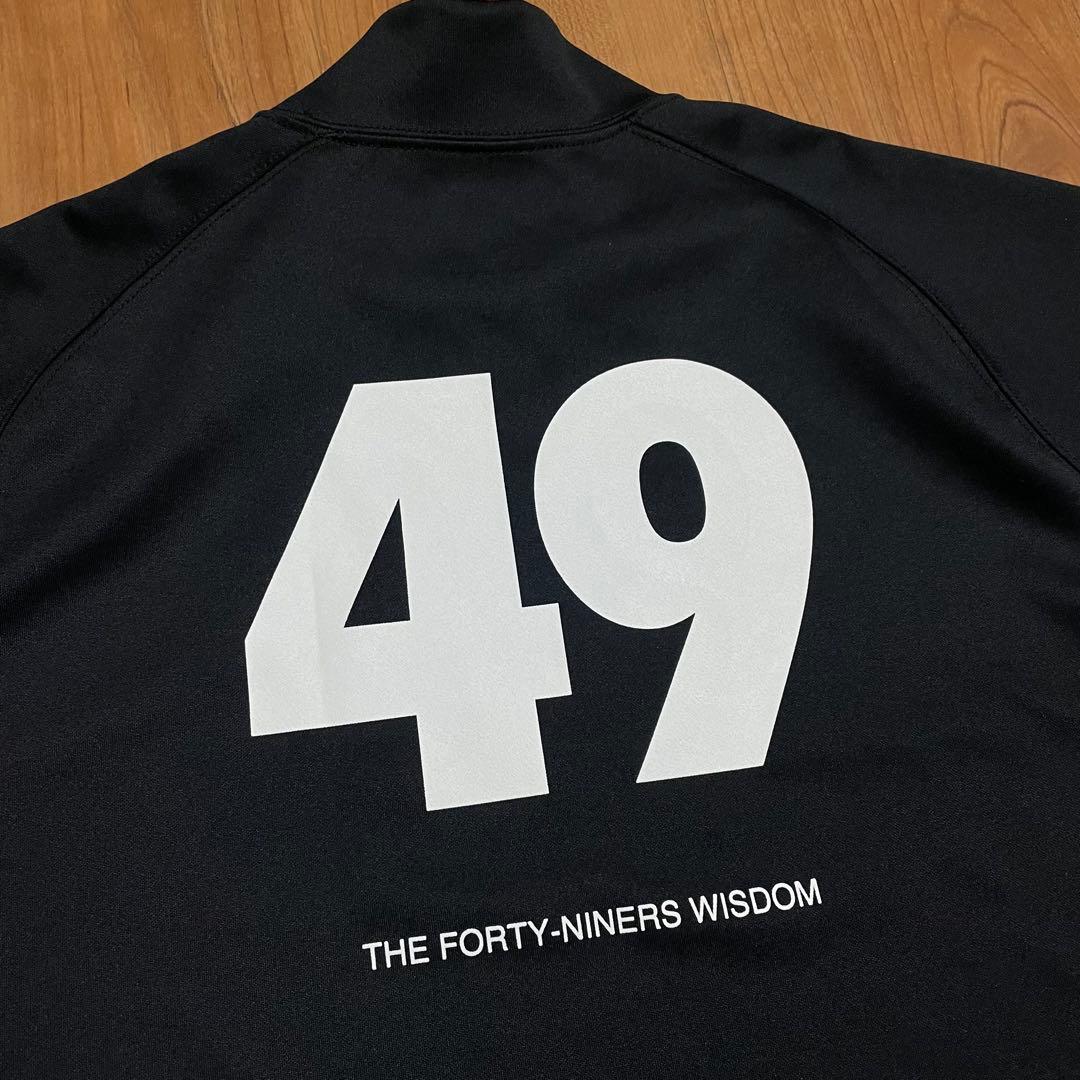 49
THE FORTY-NINERS WISDOM